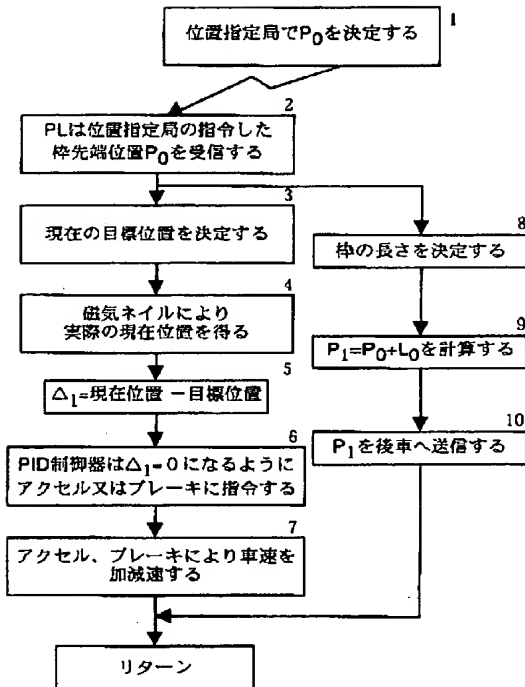 1
位置指定局でP₀を決定する
2
PLは位置指定局の指令した
枠先端位置P₀を受信する
3
現在の目標位置を決定する
4
磁気ネイルにより
実際の現在位置を得る
5
△₁=現在位置 −目標位置
6
PID制御器は△₁=0になるように
アクセル又はブレーキに指令する
7
アクセル、ブレーキにより車速を
加減速する
8
枠の長さを決定する
9
P₁=P₀+L₀を計算する
10
P₁を後車へ送信する
リターン